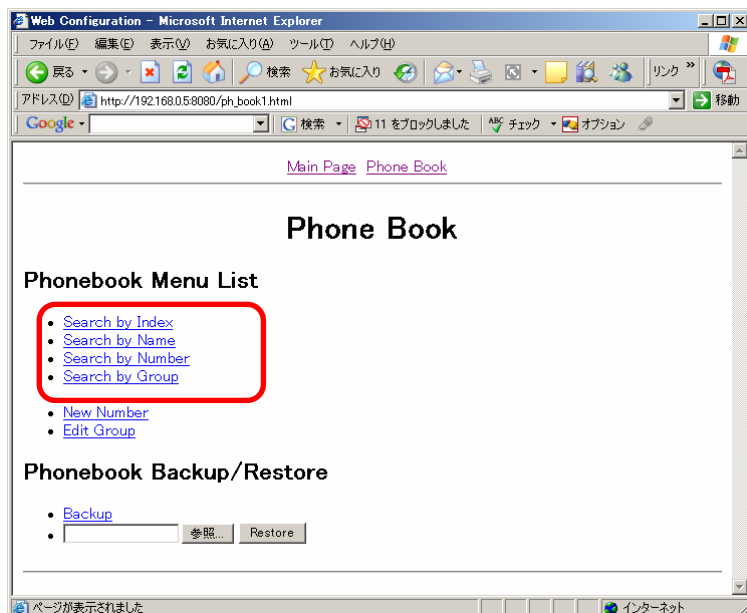 Web Configuration - Microsoft Internet Explorer
ファイル(F) 編集(E) 表示(V) お気に入り(A) ツール(T) ヘルプ(H)
戻る 検索 お気に入り リンク »
アドレス(D) http://192.168.0.5:8080/ph_book1.html 移動
Google 検索 11 をブロックしました ABC チェック オプション
Main Page Phone Book
Phone Book
Phonebook Menu List
• Search by Index
• Search by Name
• Search by Number
• Search by Group
• New Number
• Edit Group
Phonebook Backup/Restore
• Backup
• 参照... Restore
ページが表示されました インターネット